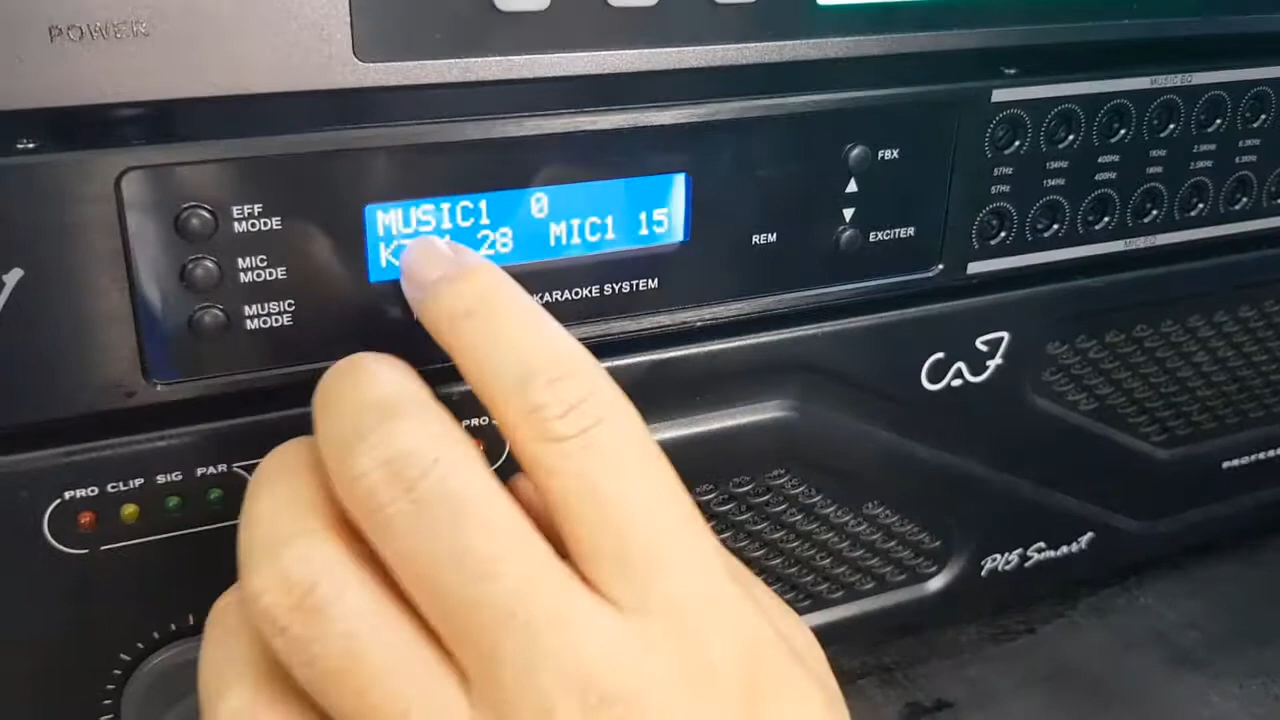 POWER
EFF
MODE
MIC
MODE
MUSIC
MODE
MUSIC1 0
28 MIC1 15
KARAOKE SYSTEM
REM
FBX
EXCITER
MUSIC EQ
57Hz 134Hz 400Hz 1KHz 2.5KHz 6.3KHz
57Hz 134Hz 400Hz 1KHz 2.5KHz 6.3KHz
MIC EQ
PRO CLIP SIG PAR
PRO
P15 Smart